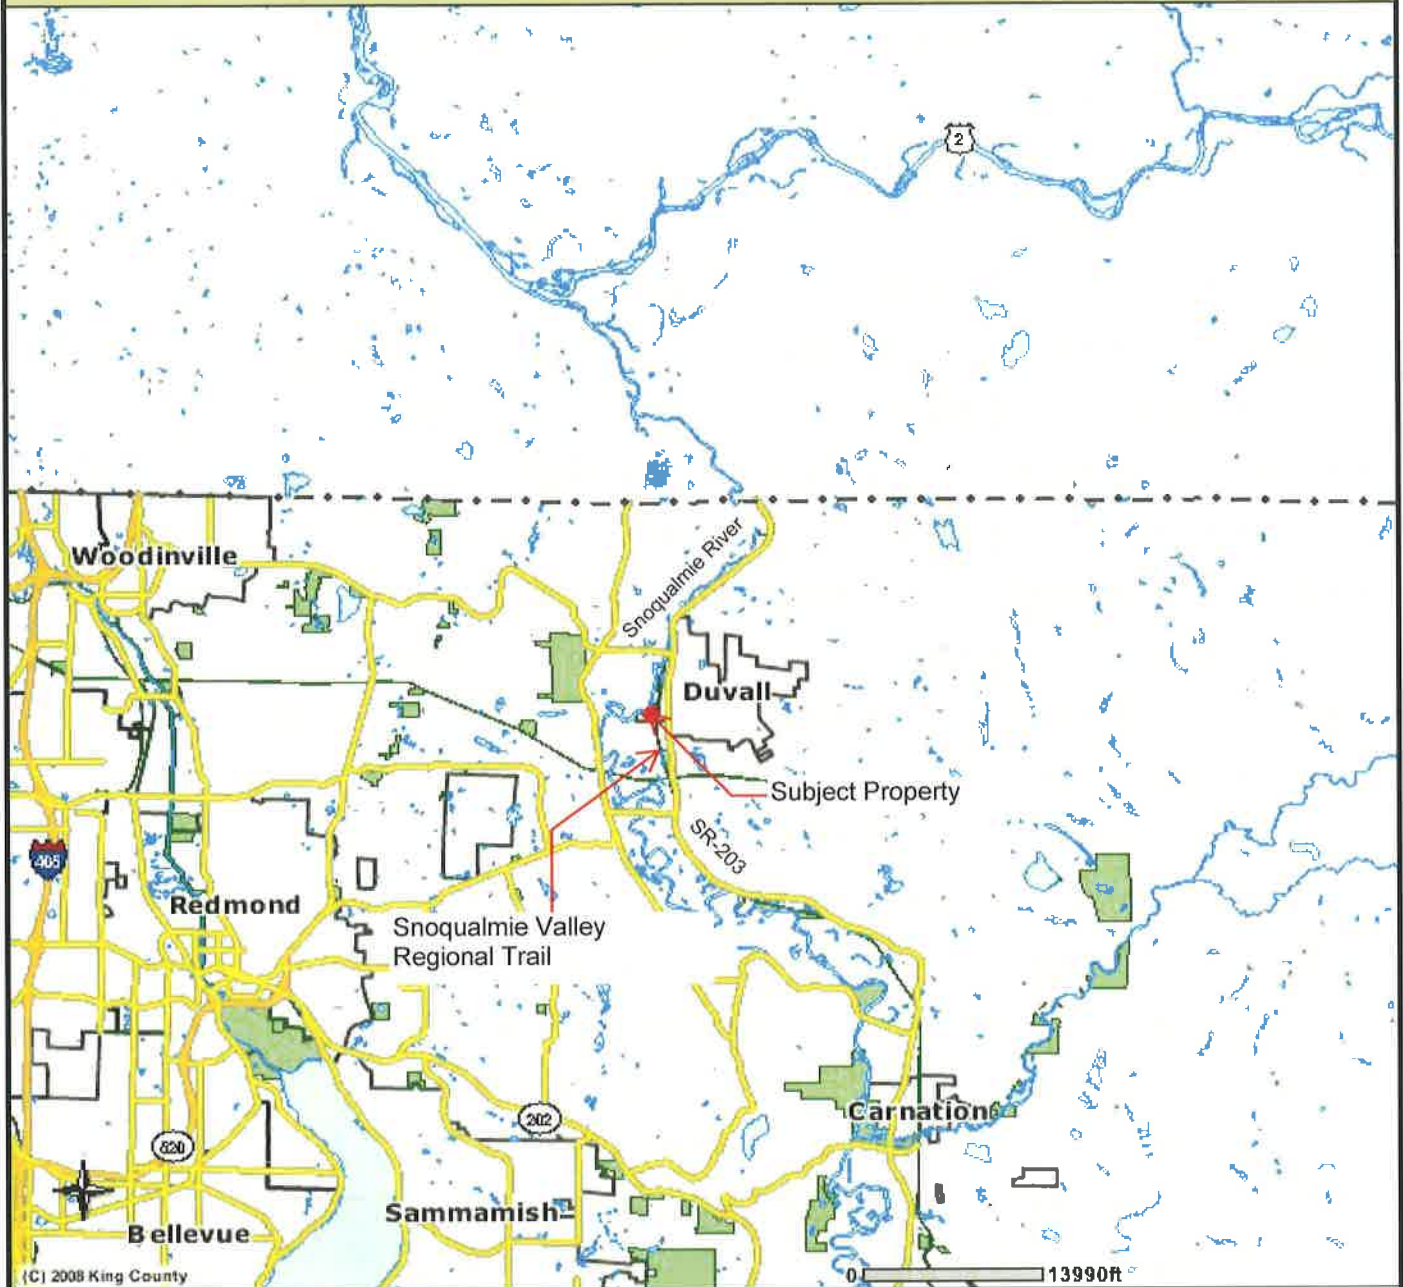 2
Woodinville
Snoqualmie River
Duvall
Subject Property
SR-203
405
Redmond
Snoqualmie Valley
Regional Trail
202
Carnation
520
Sammamish
Bellevue
(C) 2008 King County
0 13990ft